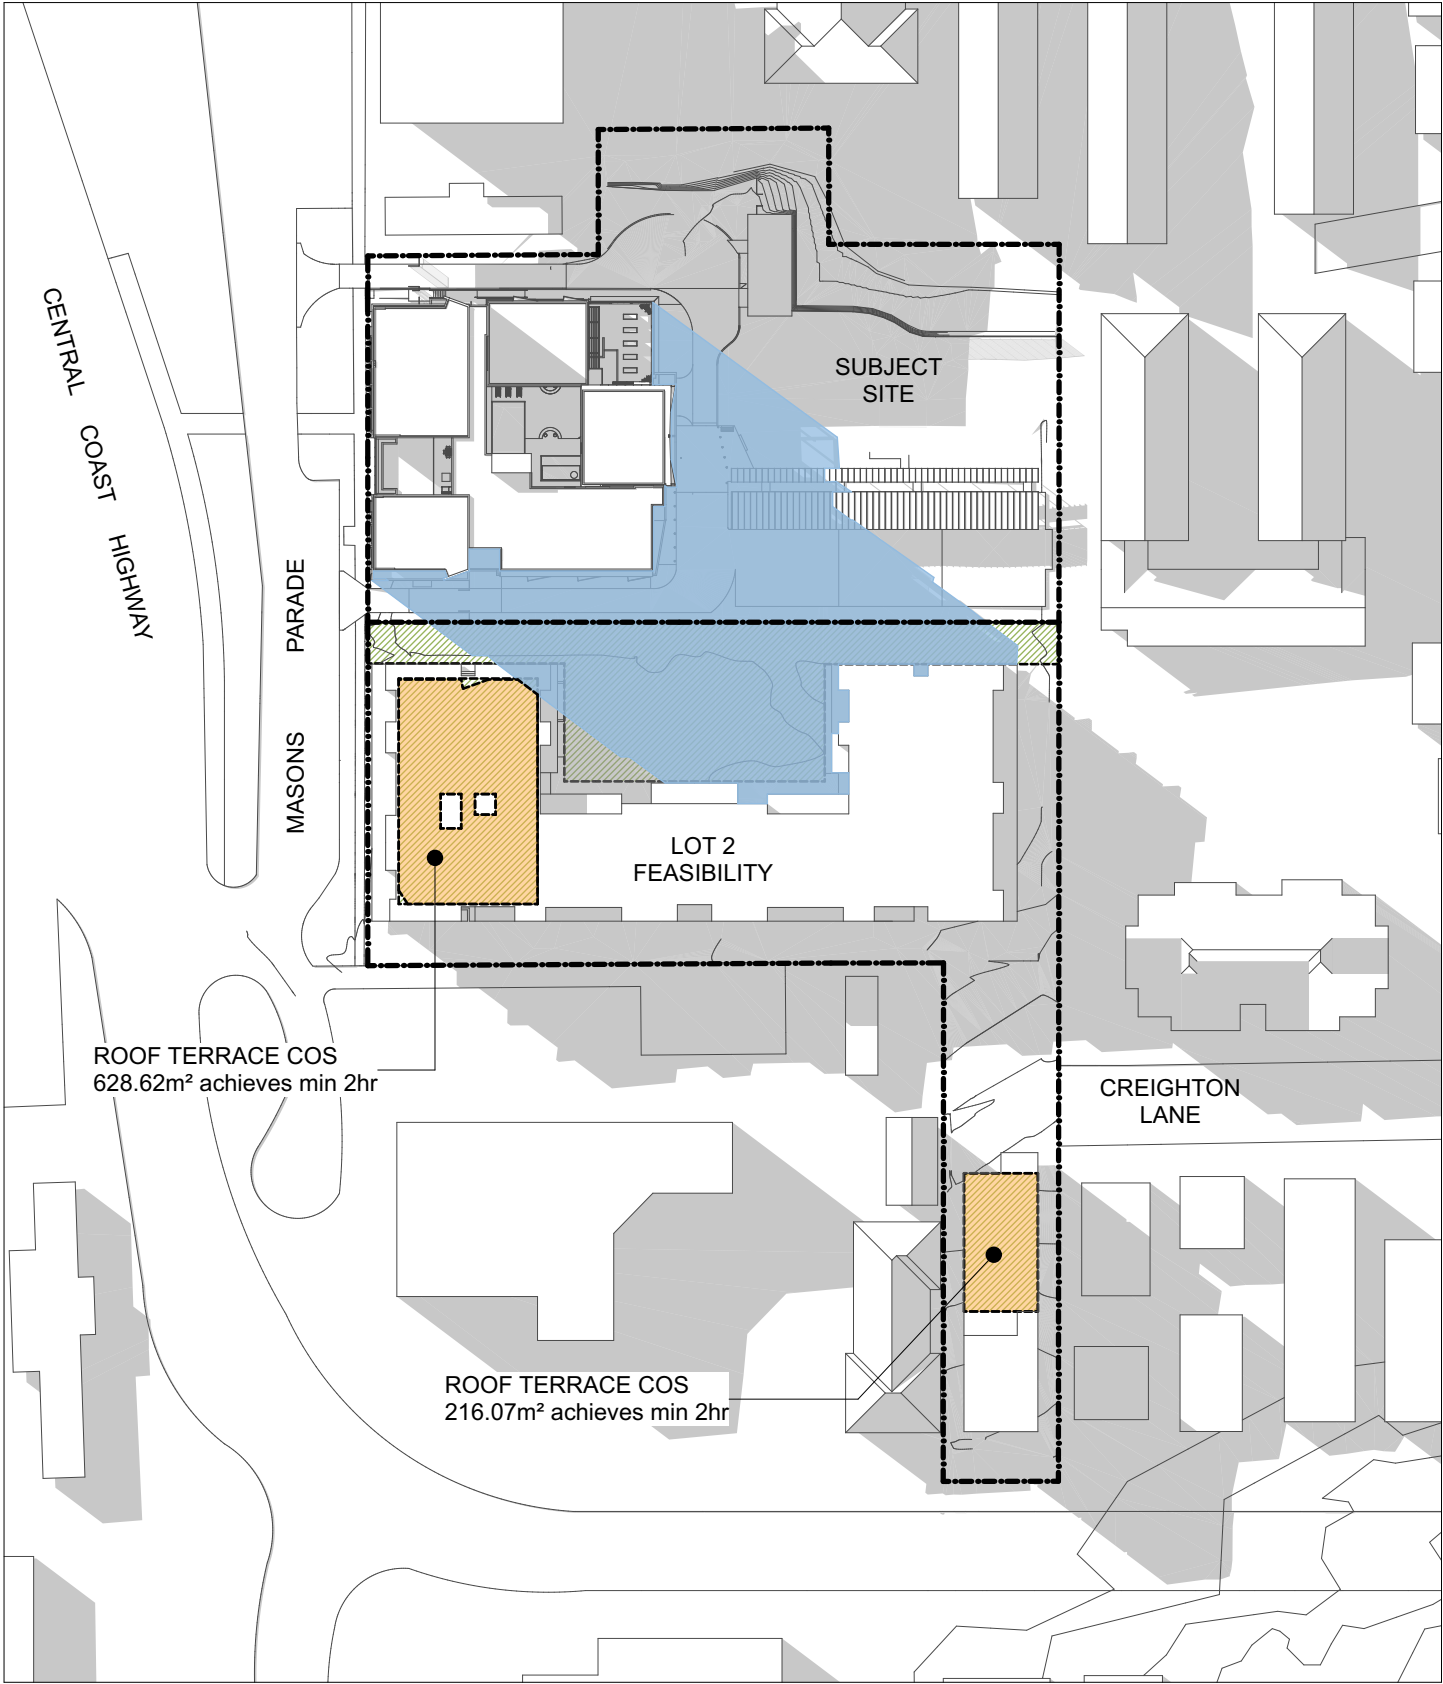 CENTRAL COAST HIGHWAY
MASONS PARADE
SUBJECT
SITE
LOT 2
FEASIBILITY
ROOF TERRACE COS
628.62m² achieves min 2hr
CREIGHTON
LANE
ROOF TERRACE COS
216.07m² achieves min 2hr